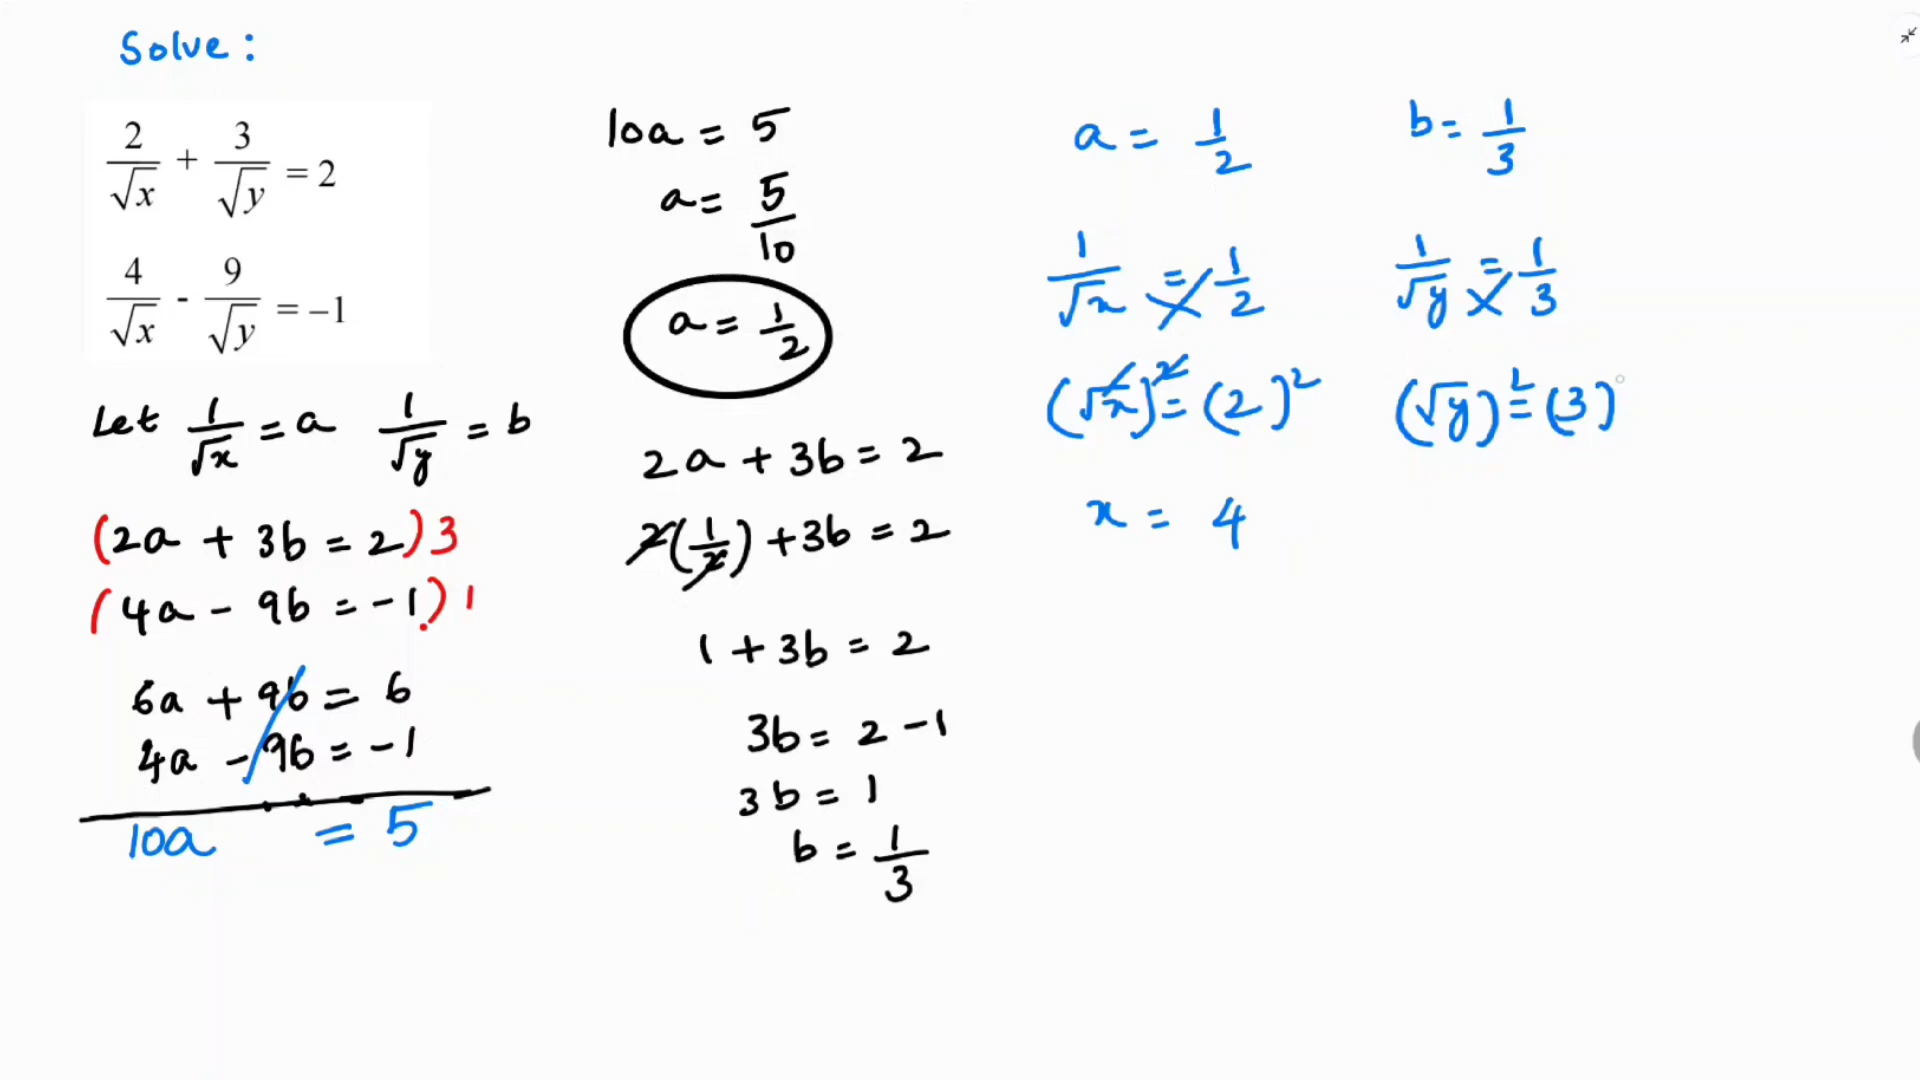 Solve :
2/√x + 3/√y = 2
4/√x - 9/√y = –1
Let 1/√x = a 1/√y = b
(2a + 3b = 2) 3
(4a - 9b = -1) 1
6a + 9b = 6
4a - 9b = -1
10a = 5
10a = 5
a = 5/10
a = 1/2
2a + 3b = 2
2(1/2) + 3b = 2
1 + 3b = 2
3b = 2 - 1
3b = 1
b = 1/3
a = 1/2 b = 1/3
1/√x = 1/2 1/√y = 1/3
(√x)² = (2)² (√y)² = (3)
x = 4